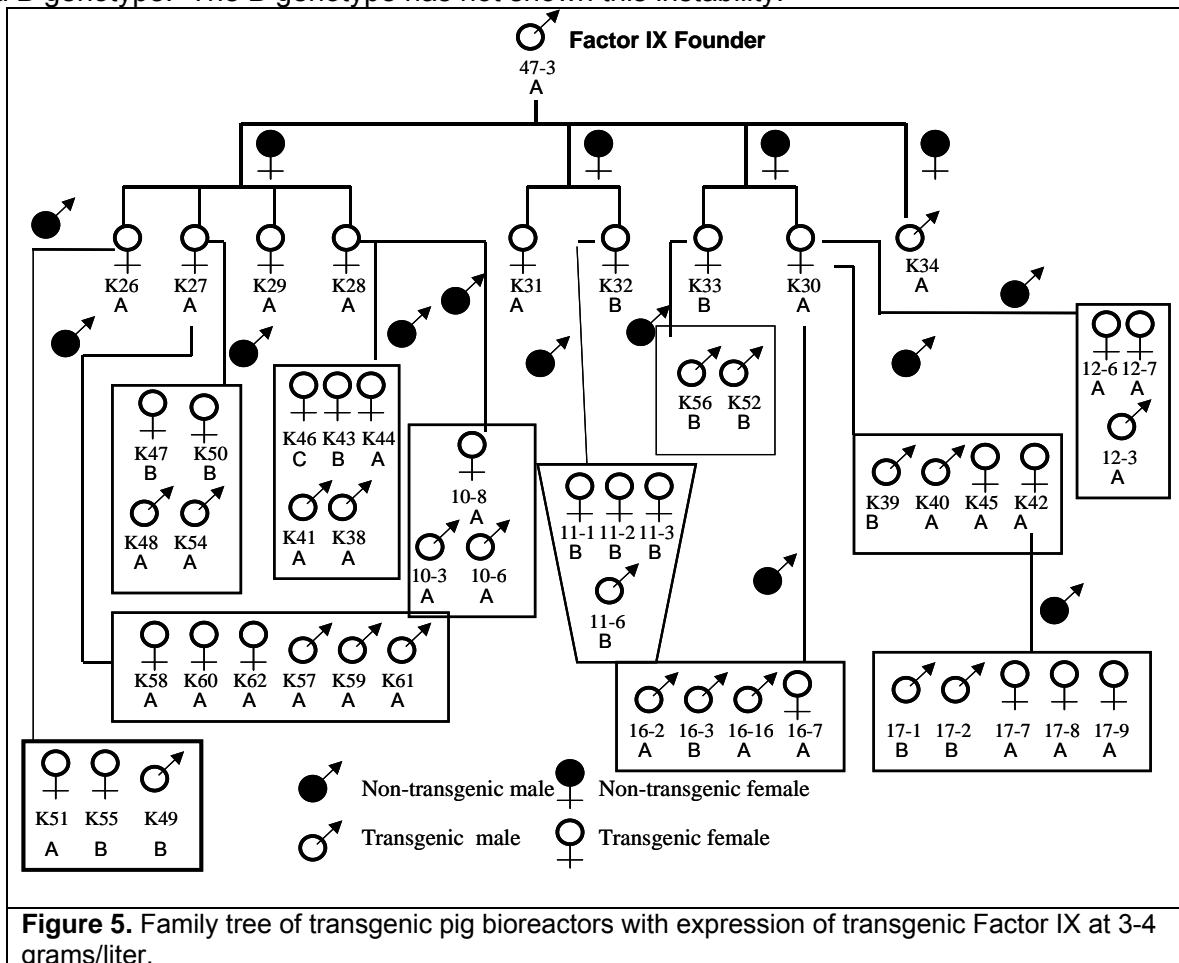 B genotype. The B genotype has not shown this instability.
Factor IX Founder
47-3
A
K26 K27 K29 K28 K31 K32 K33 K30 K34
A A A A A B B A A
K47 K50
B B
K48 K54
A A
K46 K43 K44
C B A
K41 K38
A A
10-8
A
10-3 10-6
A A
11-1 11-2 11-3
B B B
11-6
B
K56 K52
B B
K39 K40 K45 K42
B A A A
12-6 12-7
A A
12-3
A
K58 K60 K62 K57 K59 K61
A A A A A A
16-2 16-3 16-16 16-7
A B A A
17-1 17-2 17-7 17-8 17-9
B B A A A
K51 K55 K49
A B B
Non-transgenic male Non-transgenic female
Transgenic male Transgenic female
Figure 5. Family tree of transgenic pig bioreactors with expression of transgenic Factor IX at 3-4
grams/liter.